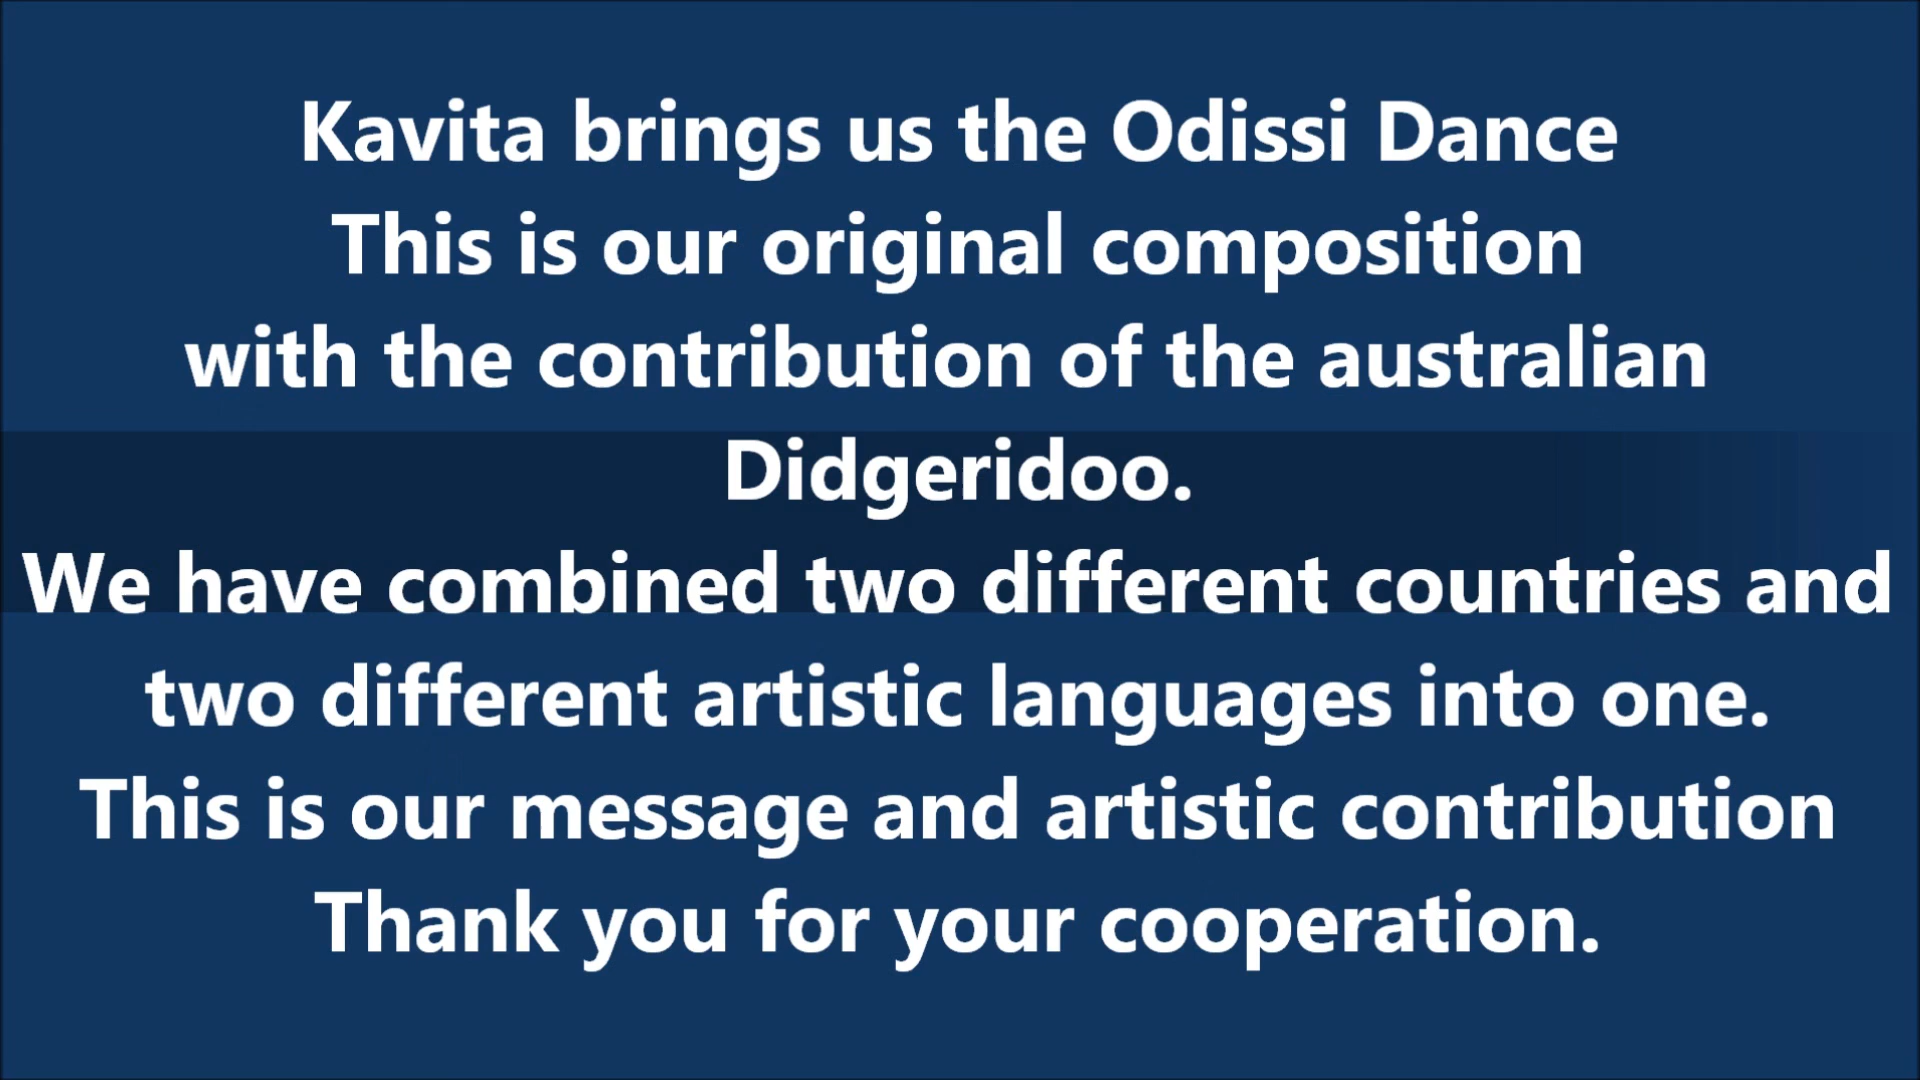 Kavita brings us the Odissi Dance
This is our original composition
with the contribution of the australian
Didgeridoo.
We have combined two different countries and
two different artistic languages into one.
This is our message and artistic contribution
Thank you for your cooperation.